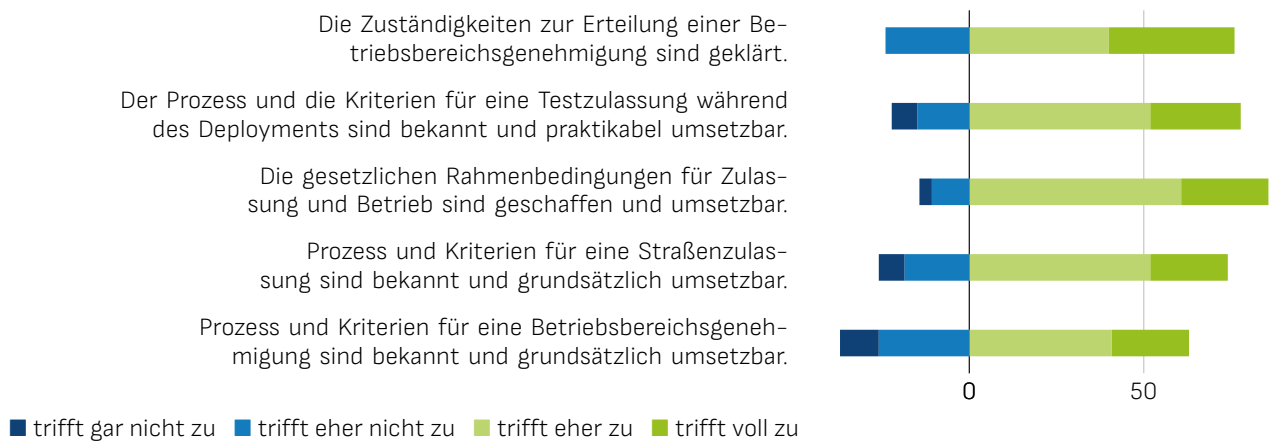 Die Zuständigkeiten zur Erteilung einer Be-
triebsbereichsgenehmigung sind geklärt.
Der Prozess und die Kriterien für eine Testzulassung während
des Deployments sind bekannt und praktikabel umsetzbar.
Die gesetzlichen Rahmenbedingungen für Zulas-
sung und Betrieb sind geschaffen und umsetzbar.
Prozess und Kriterien für eine Straßenzulas-
sung sind bekannt und grundsätzlich umsetzbar.
Prozess und Kriterien für eine Betriebsbereichsgeneh-
migung sind bekannt und grundsätzlich umsetzbar.
0 50
trifft gar nicht zu trifft eher nicht zu trifft eher zu trifft voll zu